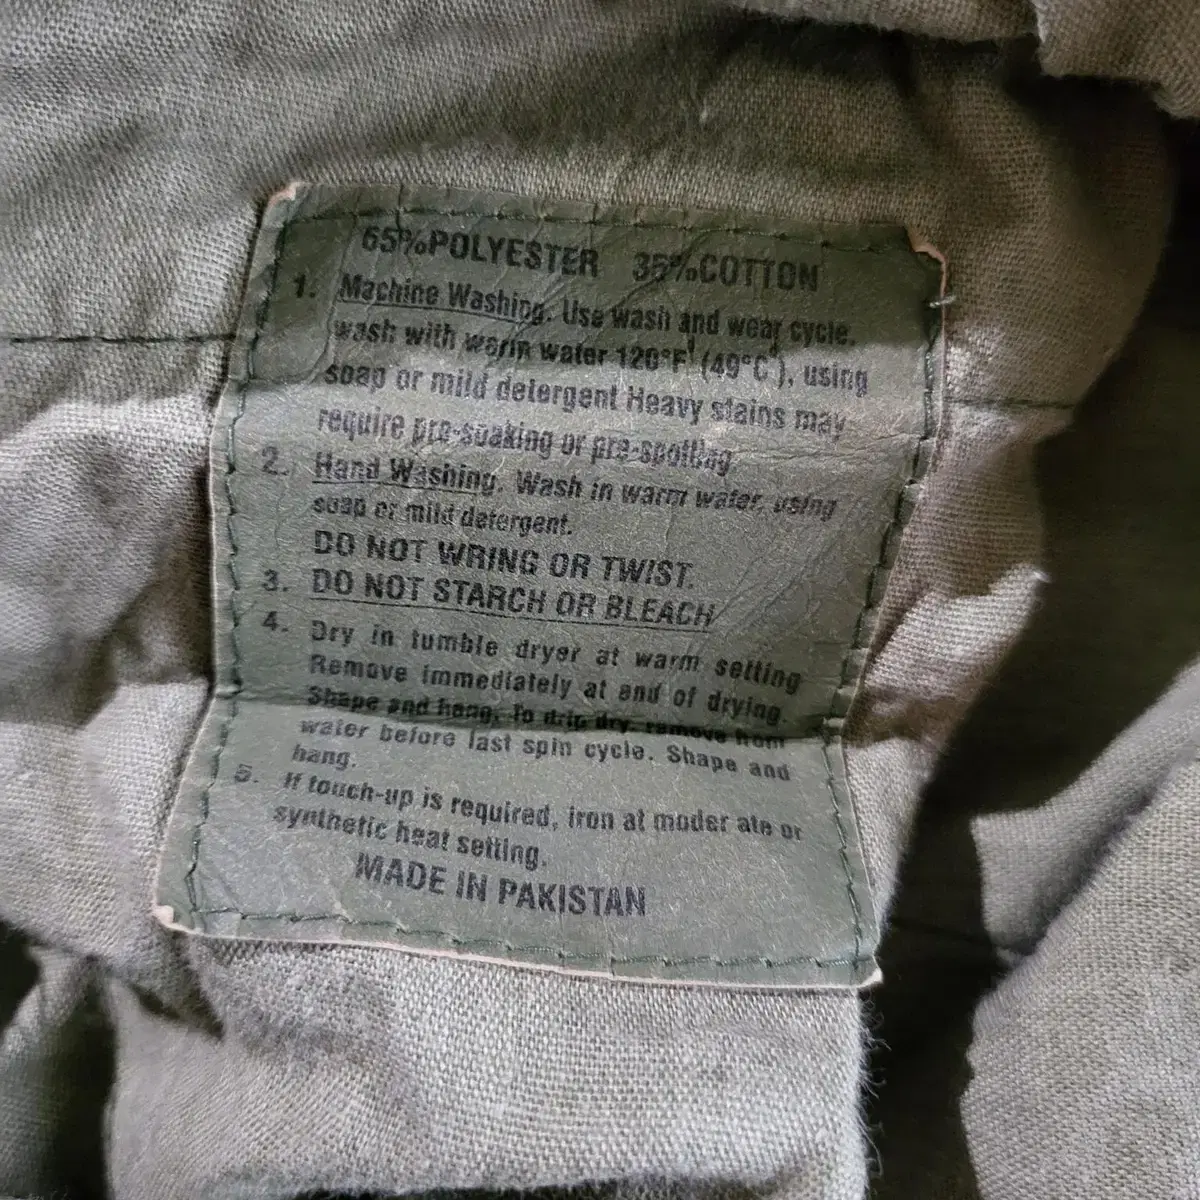 65%POLYESTER 35%COTTON
1. Machine Washing. Use wash and wear cycle.
wash with warm water 120°F (49°C), using
soap or mild detergent Heavy stains may
require pre-soaking or pre-spotting
2. Hand Washing. Wash in warm water, using
soap or mild detergent.
DO NOT WRING OR TWIST.
3. DO NOT STARCH OR BLEACH
4. Dry in tumble dryer at warm setting
Remove immediately at end of drying.
Shape and hang. To drip dry, remove from
water before last spin cycle. Shape and
hang.
5. If touch-up is required, iron at moder ate or
synthetic heat setting.
MADE IN PAKISTAN